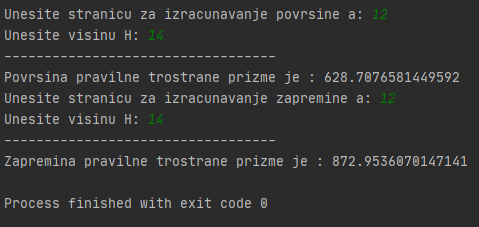 Unesite stranicu za izracunavanje povrsine a: 12
Unesite visinu H: 14
----------------------------------
Povrsina pravilne trostrane prizme je : 628.7076581449592
Unesite stranicu za izracunavanje zapremine a: 12
Unesite visinu H: 14
----------------------------------
Zapremina pravilne trostrane prizme je : 872.9536070147141
Process finished with exit code 0